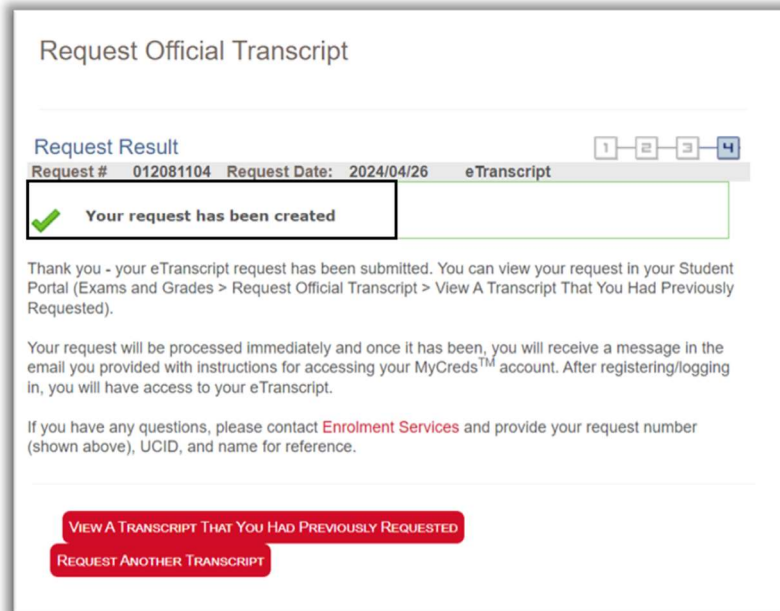 Request Official Transcript
Request Result
1 2 3 4
Request # 012081104 Request Date: 2024/04/26 eTranscript
Your request has been created
Thank you - your eTranscript request has been submitted. You can view your request in your Student
Portal (Exams and Grades > Request Official Transcript > View A Transcript That You Had Previously
Requested).
Your request will be processed immediately and once it has been, you will receive a message in the
email you provided with instructions for accessing your MyCreds™ account. After registering/logging
in, you will have access to your eTranscript.
If you have any questions, please contact Enrolment Services and provide your request number
(shown above), UCID, and name for reference.
VIEW A TRANSCRIPT THAT YOU HAD PREVIOUSLY REQUESTED
REQUEST ANOTHER TRANSCRIPT